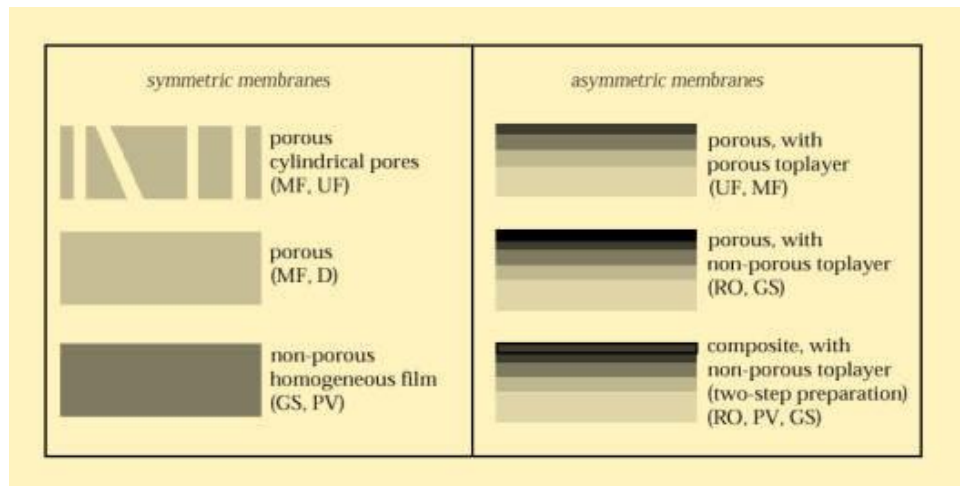 symmetric membranes
porous
cylindrical pores
(MF, UF)
porous
(MF, D)
non-porous
homogeneous film
(GS, PV)
asymmetric membranes
porous, with
porous toplayer
(UF, MF)
porous, with
non-porous toplayer
(RO, GS)
composite, with
non-porous toplayer
(two-step preparation)
(RO, PV, GS)